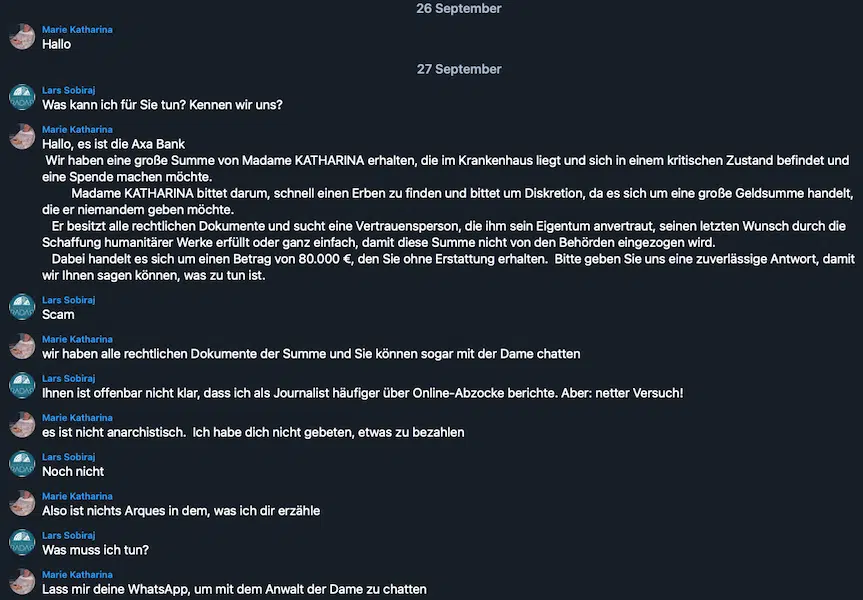 26 September
Marie Katharina
Hallo
27 September
Lars Sobiraj
Was kann ich für Sie tun? Kennen wir uns?
Marie Katharina
Hallo, es ist die Axa Bank
Wir haben eine große Summe von Madame KATHARINA erhalten, die im Krankenhaus liegt und sich in einem kritischen Zustand befindet und
eine Spende machen möchte.
Madame KATHARINA bittet darum, schnell einen Erben zu finden und bittet um Diskretion, da es sich um eine große Geldsumme handelt,
die er niemandem geben möchte.
Er besitzt alle rechtlichen Dokumente und sucht eine Vertrauensperson, die ihm sein Eigentum anvertraut, seinen letzten Wunsch durch die
Schaffung humanitärer Werke erfüllt oder ganz einfach, damit diese Summe nicht von den Behörden eingezogen wird.
Dabei handelt es sich um einen Betrag von 80.000 €, den Sie ohne Erstattung erhalten.  Bitte geben Sie uns eine zuverlässige Antwort, damit
wir Ihnen sagen können, was zu tun ist.
Lars Sobiraj
Scam
Marie Katharina
wir haben alle rechtlichen Dokumente der Summe und Sie können sogar mit der Dame chatten
Lars Sobiraj
Ihnen ist offenbar nicht klar, dass ich als Journalist häufiger über Online-Abzocke berichte. Aber: netter Versuch!
Marie Katharina
es ist nicht anarchistisch.  Ich habe dich nicht gebeten, etwas zu bezahlen
Lars Sobiraj
Noch nicht
Marie Katharina
Also ist nichts Arques in dem, was ich dir erzähle
Lars Sobiraj
Was muss ich tun?
Marie Katharina
Lass mir deine WhatsApp, um mit dem Anwalt der Dame zu chatten